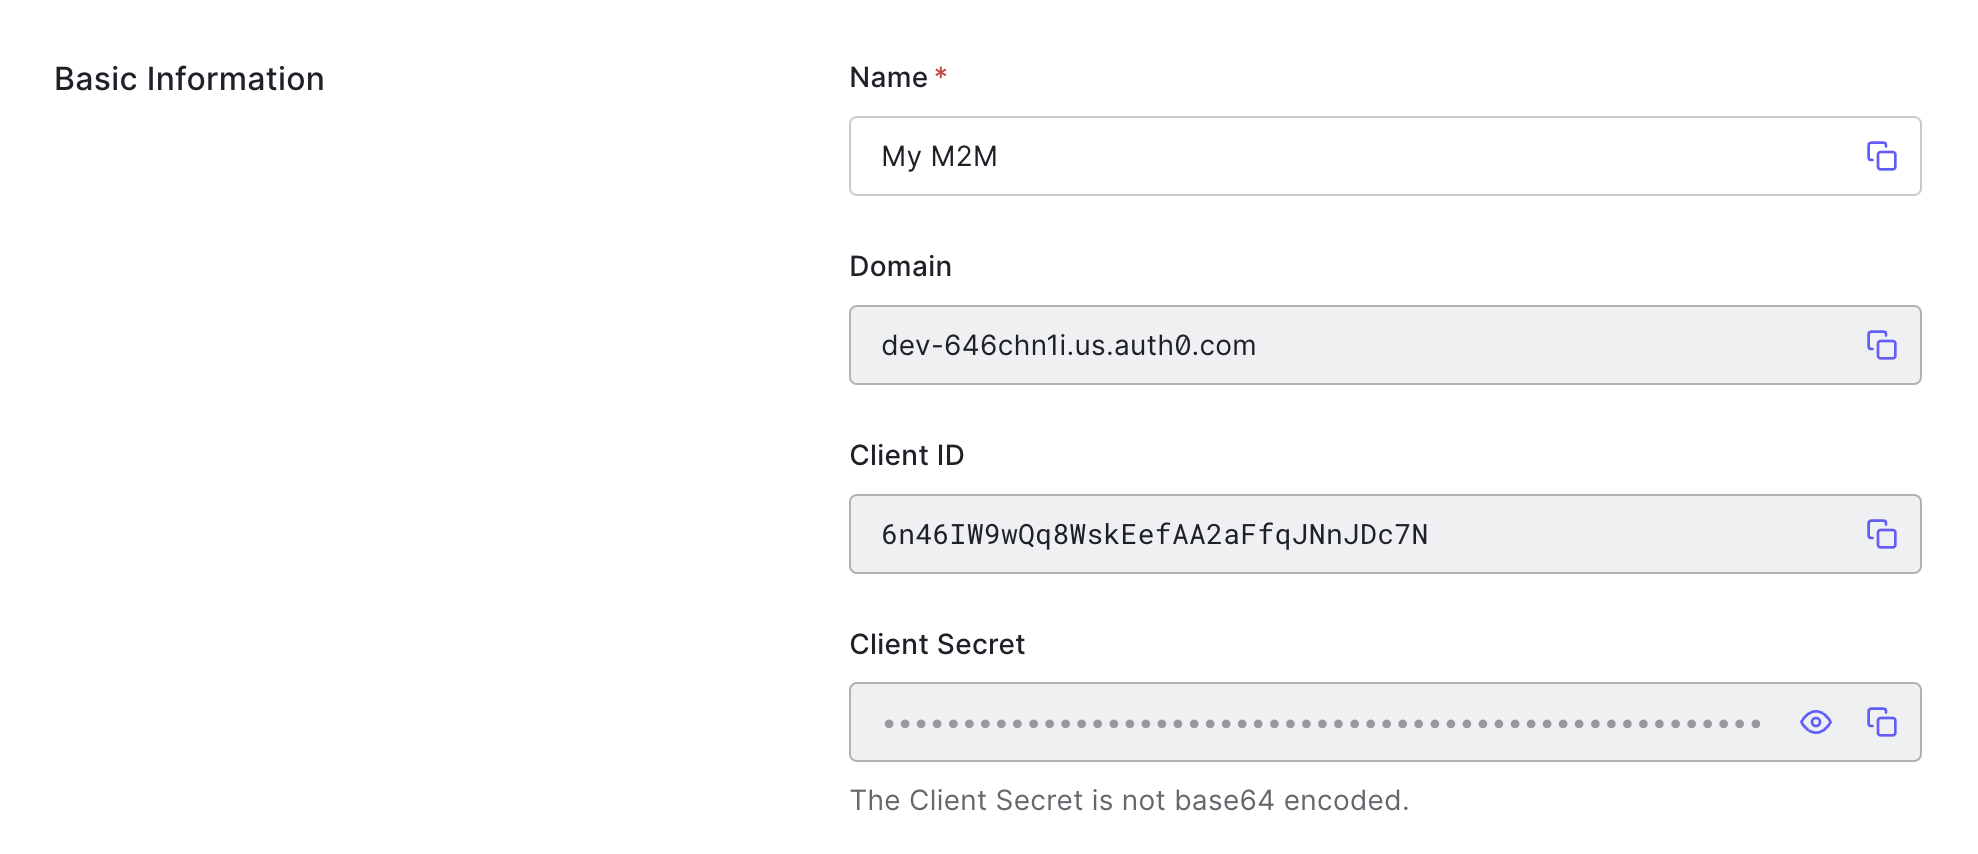 Basic Information
Name *
My M2M
Domain
dev-646chn1i.us.auth0.com
Client ID
6n46IW9wQq8WskEefAA2aFfqJNnJDc7N
Client Secret
•••••••••••••••••••••••••••••••••••••••••••••••••••••••
The Client Secret is not base64 encoded.